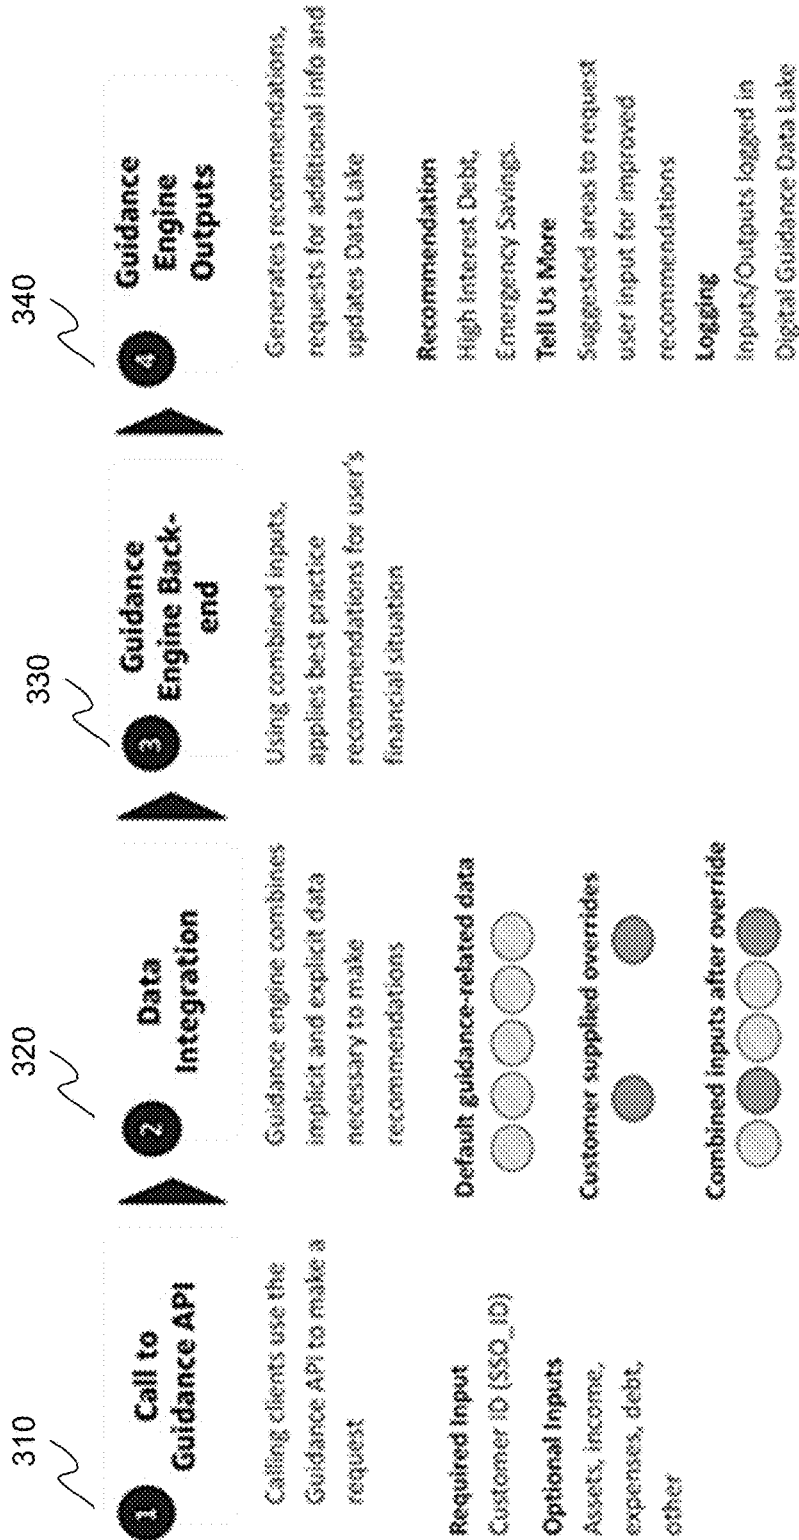 310
1
Call to
Guidance API
Calling clients use the
Guidance API to make a
request
Required Input
Customer ID (SSO_ID)
Optional Inputs
Assets, income,
expenses, debt,
other
320
2
Data
Integration
Guidance engine combines
implicit and explicit data
necessary to make
recommendations
Default guidance-related data
Customer supplied overrides
Combined inputs after override
330
3
Guidance
Engine Back-
end
Using combined inputs,
applies best practice
recommendations for user's
financial situation
340
4
Guidance
Engine
Outputs
Generates recommendations,
requests for additional info and
updates Data Lake
Recommendation
High Interest Debt,
Emergency Savings.
Tell Us More
Suggested areas to request
user input for improved
recommendations
Logging
Inputs/Outputs logged in
Digital Guidance Data Lake